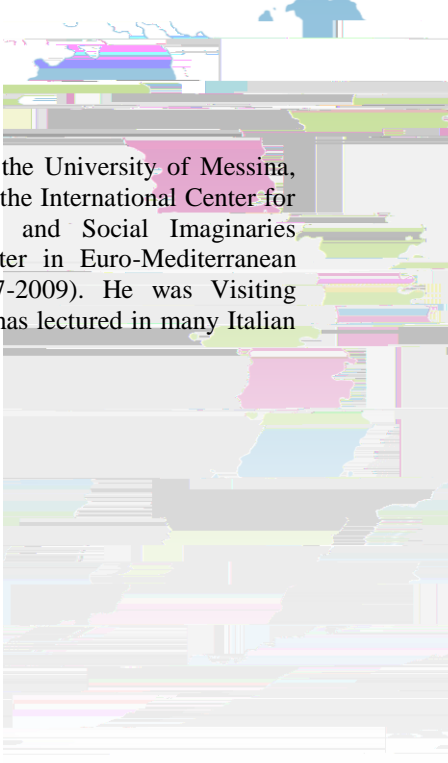 the University of Messina,
the International Center for
and Social Imaginaries
in Euro-Mediterranean
7-2009). He was Visiting
has lectured in many Italian